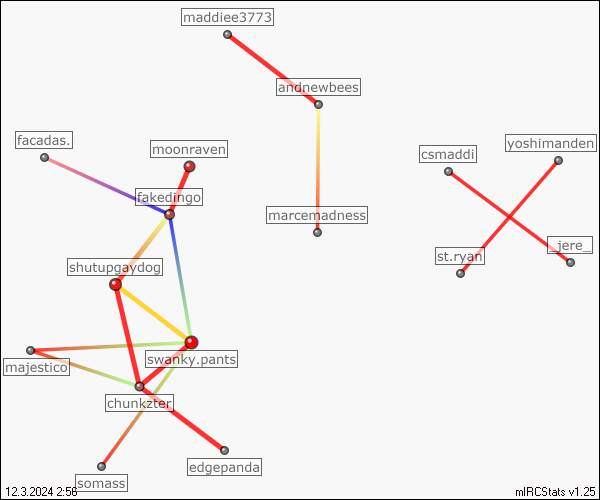 maddiee3773
andnewbees
facadas.
moonraven
csmaddi
yoshimanden
fakedingo
marcemadness
st.ryan
_jere_
shutupgaydog
swanky.pants
majestico
chunkzter
edgepanda
somass
12.3.2024 2:56
mIRCStats v1.25